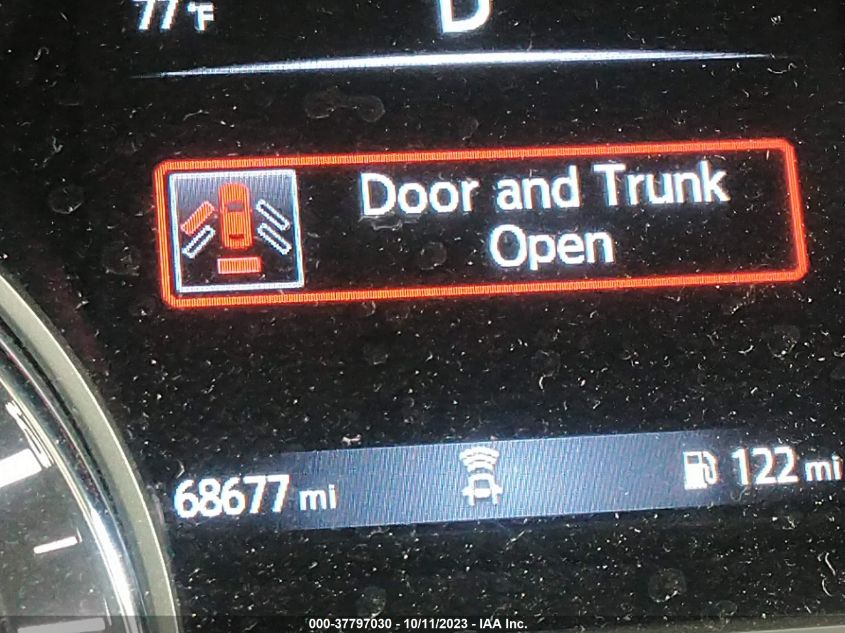 77°F
D
Door and Trunk
Open
68677 mi
122 mi
000-37797030 - 10/11/2023 - IAA Inc.